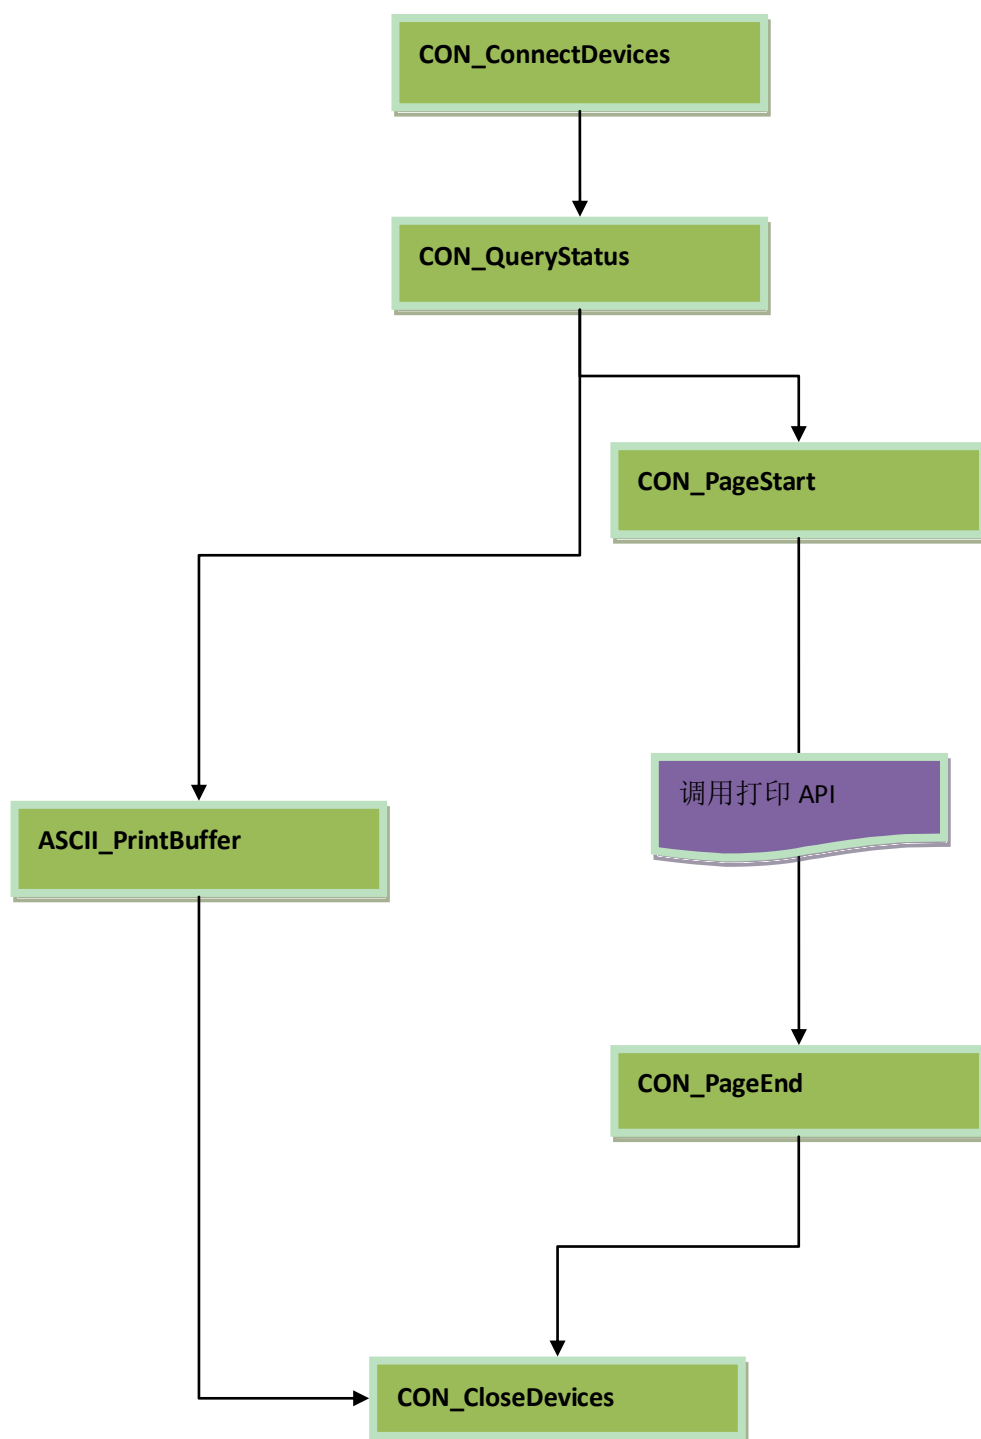 CON_ConnectDevices
CON_QueryStatus
CON_PageStart
调用打印 API
ASCII_PrintBuffer
CON_PageEnd
CON_CloseDevices